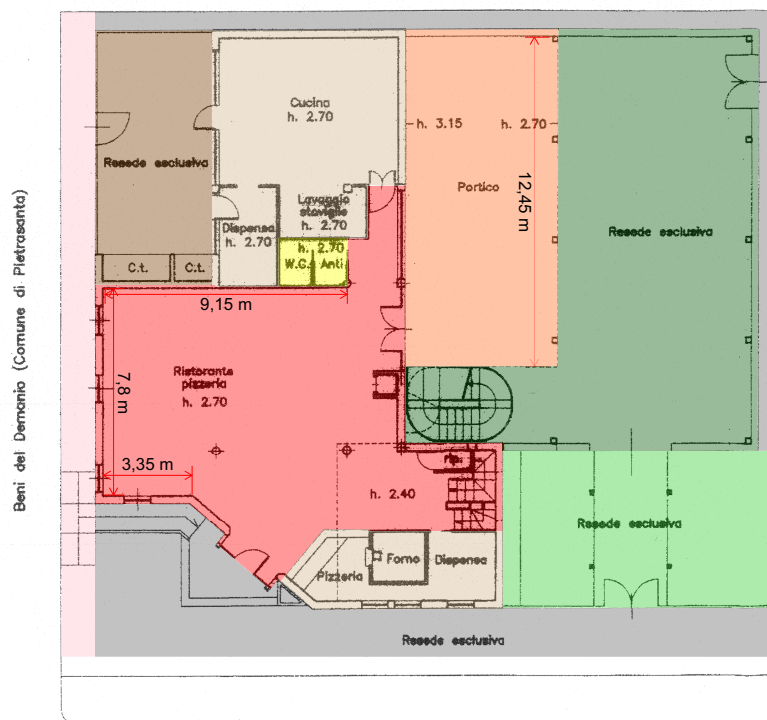 Cucina
h. 2.70
h. 3.15
h. 2.70
Resede esclusiva
Portico
12,45 m
Lavaggio
stoviglie
h. 2.70
Dispensa
h. 2.70
h. 2.70
W.C. Anti
Resede esclusiva
C.t.
C.t.
9,15 m
Beni del Demanio (Comune di Pietrasanta)
Ristorante
pizzeria
h. 2.70
7,8 m
3,35 m
rip.
h. 2.40
Resede esclusiva
Forno
Dispensa
Pizzeria
Resede esclusiva